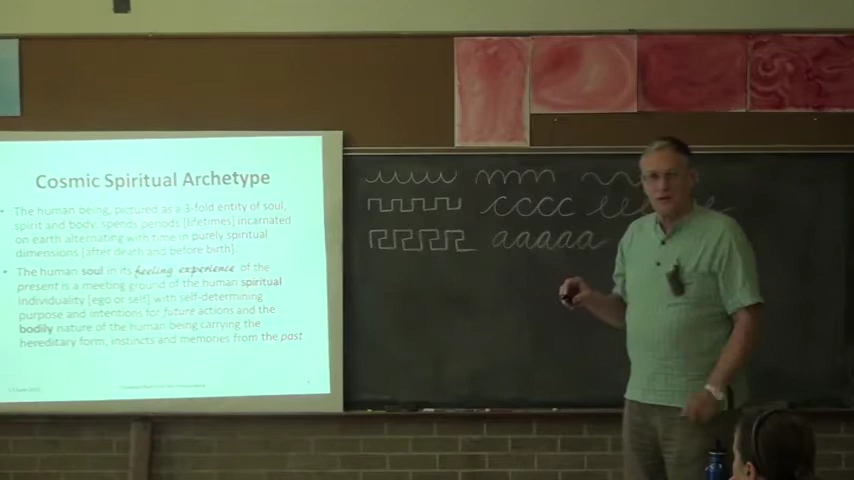 Cosmic Spiritual Archetype
• The human being, pictured as a 3-fold entity of soul,
spirit and body, spends periods [lifetimes] incarnated
on earth alternating with time in purely spiritual
dimensions [after death and before birth].
• The human soul in its feeling experience of the
present is a meeting ground of the human spiritual
individuality [ego or self] with self-determining
purpose and intentions for future actions and the
bodily nature of the human being carrying the
hereditary form, instincts and memories from the past
ccccc
aaaaaa